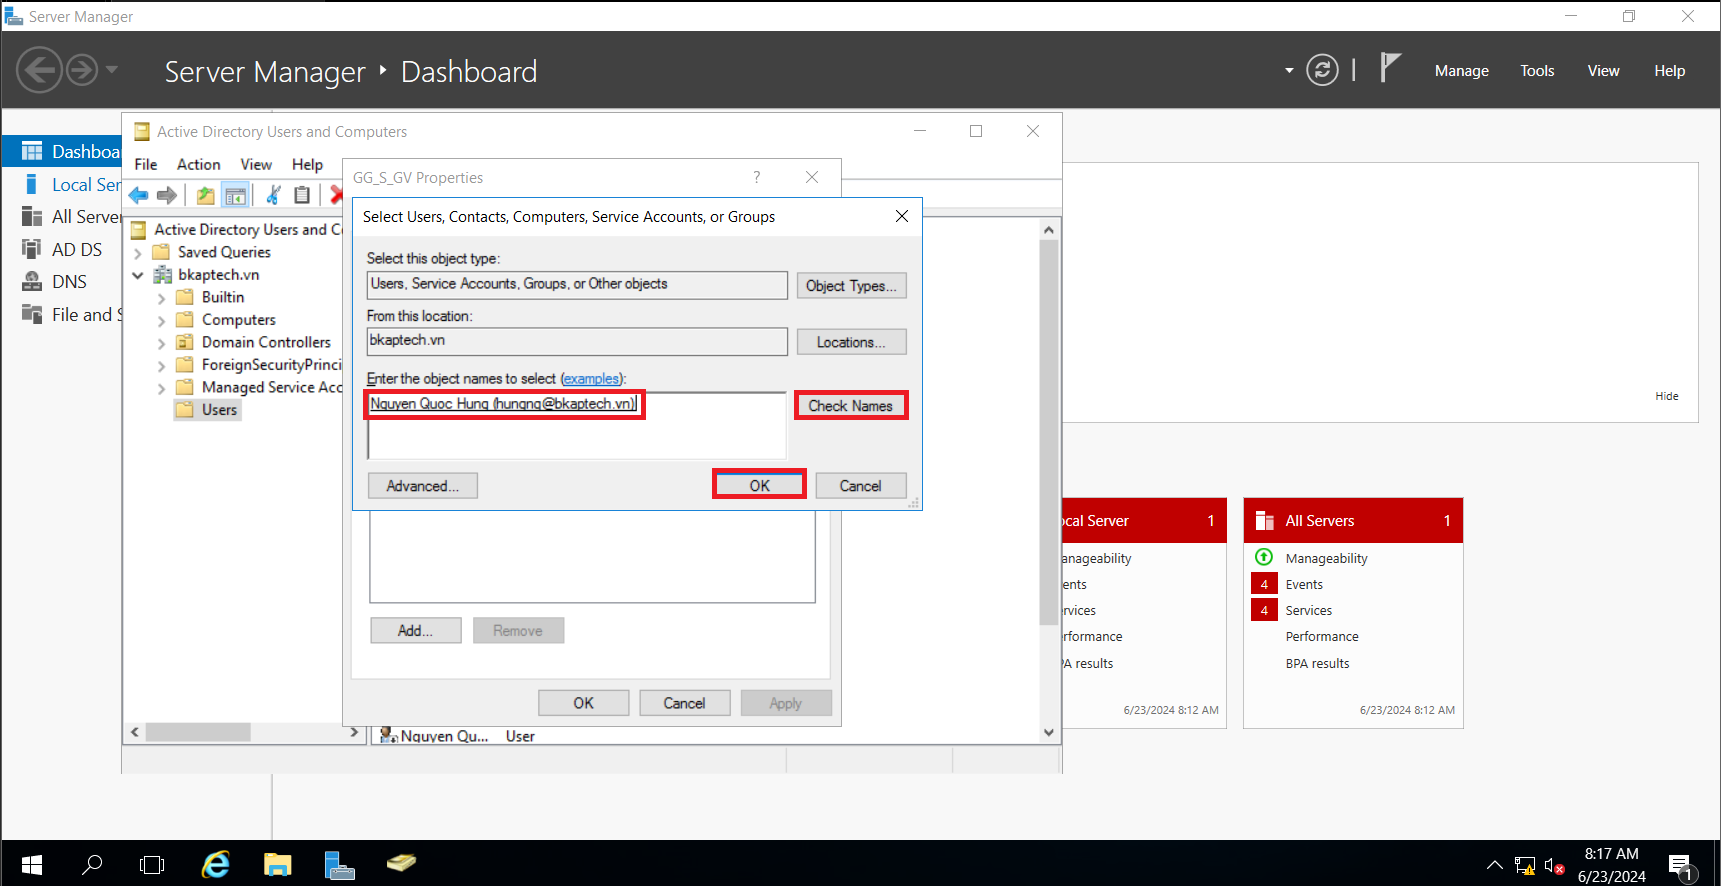 Server Manager
Server Manager ‣ Dashboard
Manage Tools View Help
Dashboa
Local Ser
All Server
AD DS
DNS
File and S
Active Directory Users and Computers
File Action View Help
Active Directory Users and Co
Saved Queries
bkaptech.vn
Builtin
Computers
Domain Controllers
ForeignSecurityPrinci
Managed Service Acc
Users
GG_S_GV Properties
?
Select Users, Contacts, Computers, Service Accounts, or Groups
Select this object type:
Users, Service Accounts, Groups, or Other objects
Object Types...
From this location:
bkaptech.vn
Locations...
Enter the object names to select (examples):
Nguyen Quoc Hung (hungnq@bkaptech.vn)
Check Names
Advanced...
OK
Cancel
Add...
Remove
OK
Cancel
Apply
Nguyen Qu... User
Hide
ocal Server 1
anageability
ents
rvices
erformance
PA results
6/23/2024 8:12 AM
All Servers 1
Manageability
4 Events
4 Services
Performance
BPA results
6/23/2024 8:12 AM
8:17 AM
6/23/2024
1